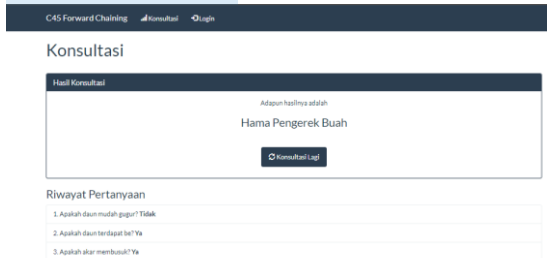 C45 Forward Chaining Konsultasi Login
Konsultasi
Hasil Konsultasi
Adapun hasilnya adalah
Hama Pengerek Buah
Konsultasi Lagi
Riwayat Pertanyaan
1. Apakah daun mudah gugur? Tidak
2. Apakah daun terdapat be? Ya
3. Apakah akar membusuk? Ya